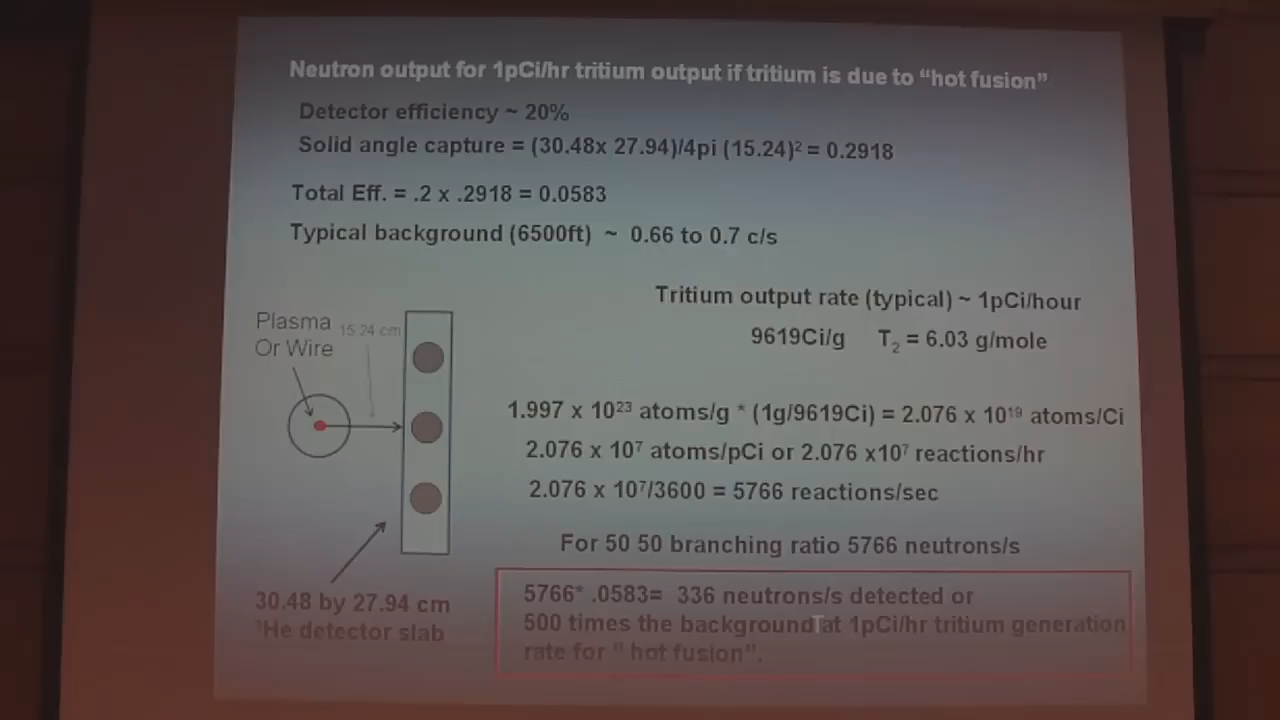 Neutron output for 1pCi/hr tritium output if tritium is due to “hot fusion”
Detector efficiency ~ 20%
Solid angle capture = (30.48x 27.94)/4pi (15.24)² = 0.2918
Total Eff. = .2 x .2918 = 0.0583
Typical background (6500ft) ~ 0.66 to 0.7 c/s
Tritium output rate (typical) ~ 1pCi/hour
9619Ci/g T₂ = 6.03 g/mole
Plasma
Or Wire
15.24 cm
1.997 x 10²³ atoms/g * (1g/9619Ci) = 2.076 x 10¹⁹ atoms/Ci
2.076 x 10⁷ atoms/pCi or 2.076 x10⁷ reactions/hr
2.076 x 10⁷/3600 = 5766 reactions/sec
For 50 50 branching ratio 5766 neutrons/s
30.48 by 27.94 cm
³He detector slab
5766* .0583= 336 neutrons/s detected or
500 times the background at 1pCi/hr tritium generation
rate for " hot fusion".